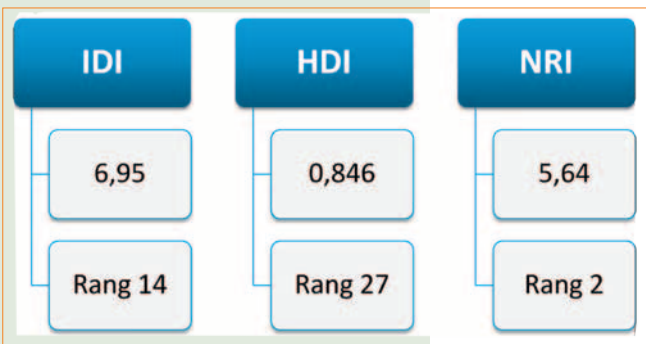 IDI
6,95
Rang 14
HDI
0,846
Rang 27
NRI
5,64
Rang 2